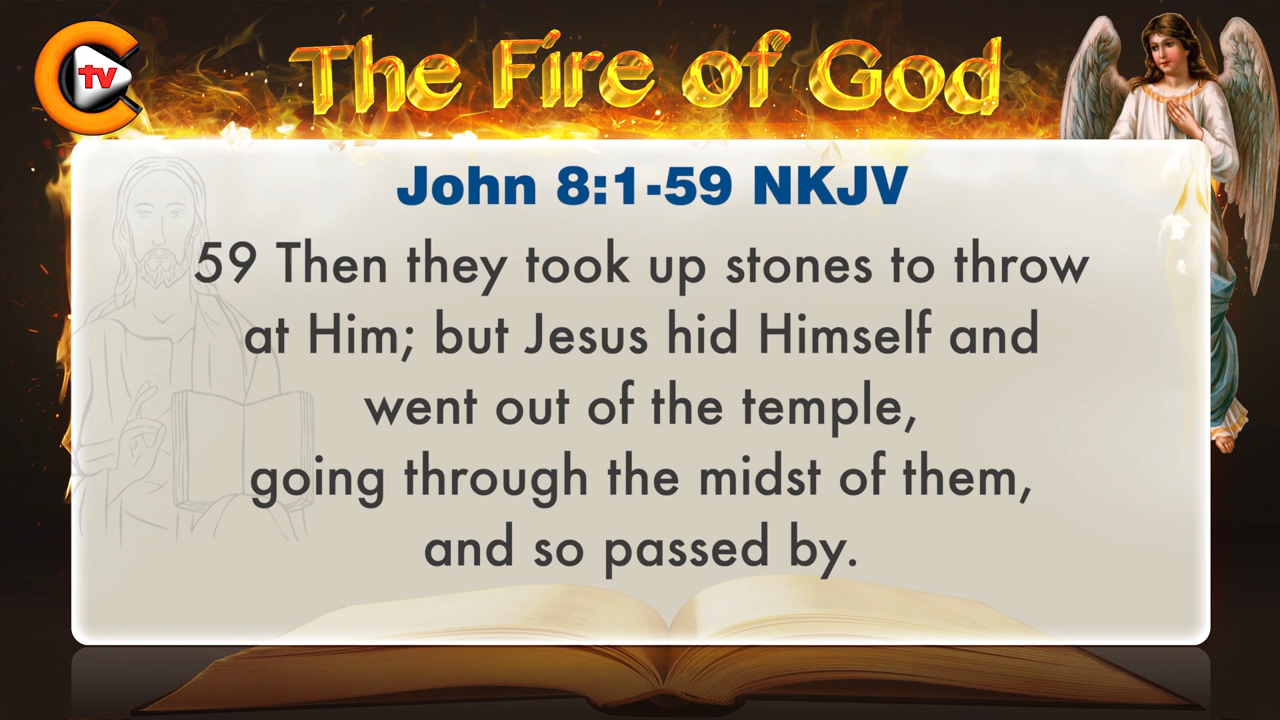 tv
The Fire of God
John 8:1-59 NKJV
59 Then they took up stones to throw
at Him; but Jesus hid Himself and
went out of the temple,
going through the midst of them,
and so passed by.